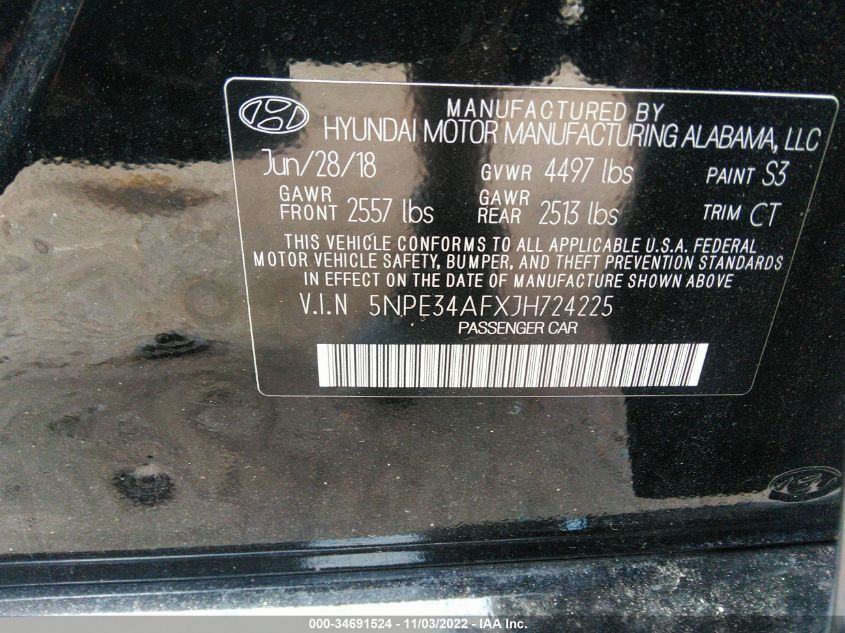 MANUFACTURED BY
HYUNDAI MOTOR MANUFACTURING ALABAMA, LLC
Jun/28/18 GVWR 4497 lbs PAINT S3
GAWR FRONT 2557 lbs GAWR REAR 2513 lbs TRIM CT
THIS VEHICLE CONFORMS TO ALL APPLICABLE U.S.A. FEDERAL
MOTOR VEHICLE SAFETY, BUMPER, AND THEFT PREVENTION STANDARDS
IN EFFECT ON THE DATE OF MANUFACTURE SHOWN ABOVE.
V.I.N 5NPE34AFXJH724225
PASSENGER CAR
000-34691524 - 11/03/2022 - IAA Inc.